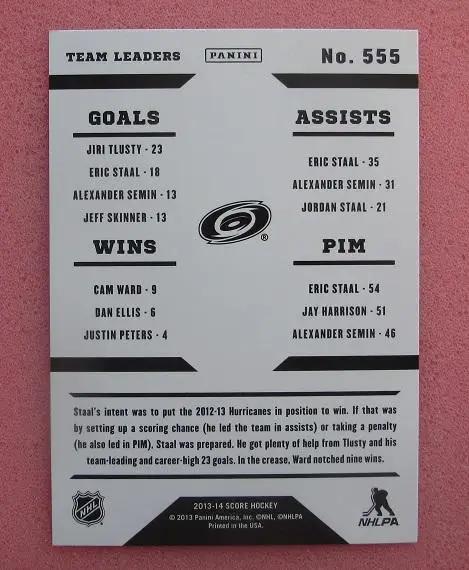 TEAM LEADERS PANINI No. 555
GOALS
JIRI TLUSTY - 23
ERIC STAAL - 18
ALEXANDER SEMIN - 13
JEFF SKINNER - 13
ASSISTS
ERIC STAAL - 35
ALEXANDER SEMIN - 31
JORDAN STAAL - 21
®
WINS
CAM WARD - 9
DAN ELLIS - 6
JUSTIN PETERS - 4
PIM
ERIC STAAL - 54
JAY HARRISON - 51
ALEXANDER SEMIN - 46
Staal's intent was to put the 2012-13 Hurricanes in position to win. If that was
by setting up a scoring chance (he led the team in assists) or taking a penalty
(he also led in PIM), Staal was prepared. He got plenty of help from Tlusty and his
team-leading and career-high 23 goals. In the crease, Ward notched nine wins.
NHL
2013-14 SCORE HOCKEY
© 2013 Panini America, Inc. ©NHL, ©NHLPA
Printed in the USA.
NHLPA